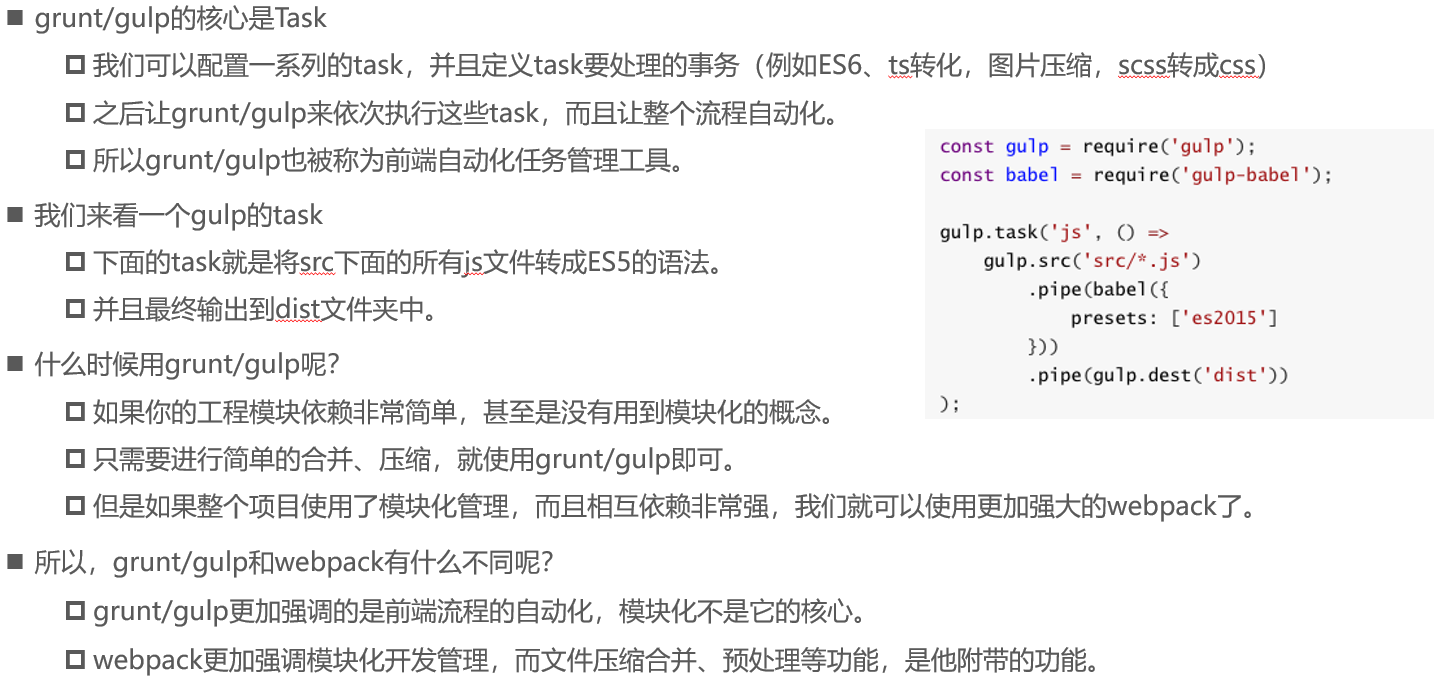 grunt/gulp的核心是Task
我们可以配置一系列的task，并且定义task要处理的事务（例如ES6、ts转化，图片压缩，scss转成css）
之后让grunt/gulp来依次执行这些task，而且让整个流程自动化。
所以grunt/gulp也被称为前端自动化任务管理工具。
我们来看一个gulp的task
下面的task就是将src下面的所有js文件转成ES5的语法。
并且最终输出到dist文件夹中。
什么时候用grunt/gulp呢？
如果你的工程模块依赖非常简单，甚至是没有用到模块化的概念。
只需要进行简单的合并、压缩，就使用grunt/gulp即可。
但是如果整个项目使用了模块化管理，而且相互依赖非常强，我们就可以使用更加强大的webpack了。
所以，grunt/gulp和webpack有什么不同呢？
grunt/gulp更加强调的是前端流程的自动化，模块化不是它的核心。
webpack更加强调模块化开发管理，而文件压缩合并、预处理等功能，是他附带的功能。
const gulp = require('gulp');
const babel = require('gulp-babel');
gulp.task('js', () =>
gulp.src('src/*.js')
.pipe(babel({
presets: ['es2015']
}))
.pipe(gulp.dest('dist'))
);